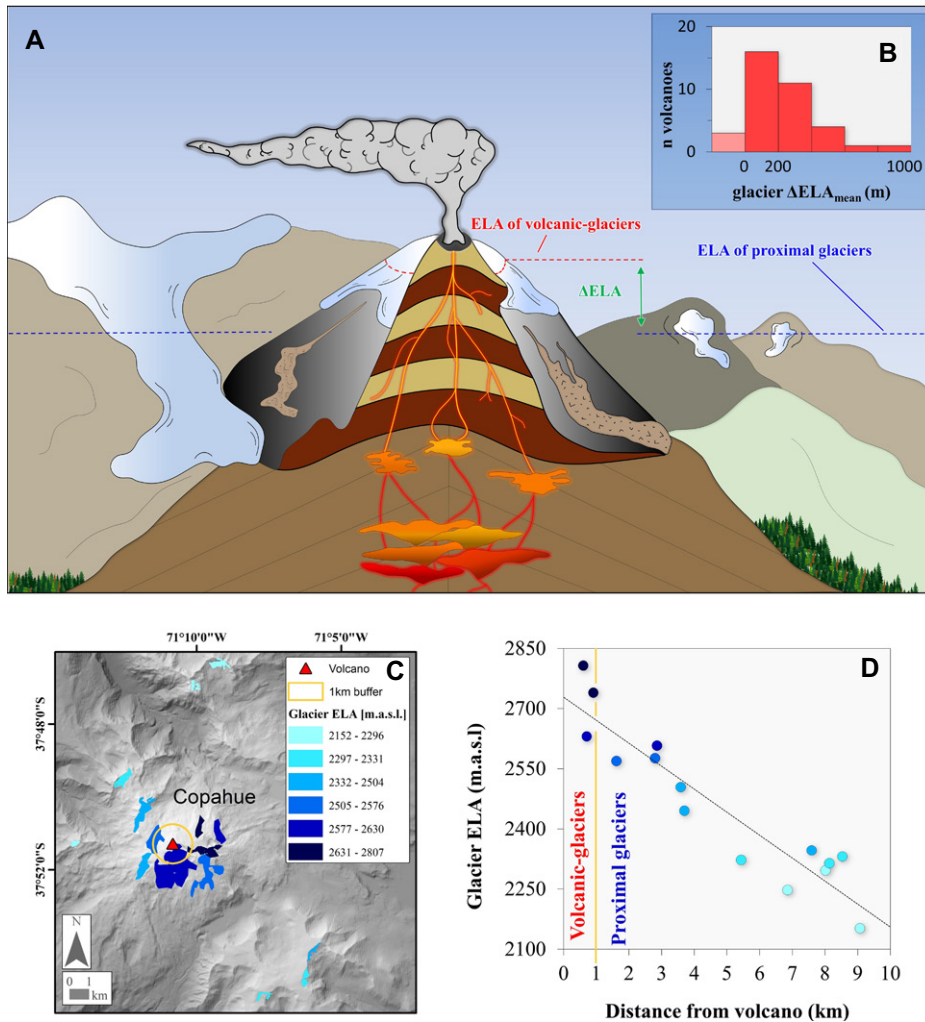 A
B
20
10
0
n volcanoes
0 200 1000
glacier ΔELAmean (m)
ELA of volcanic-glaciers
ELA of proximal glaciers
ΔELA
C
71°10'0"W 71°5'0"W
37°48'S
37°52'S
Volcano
1km buffer
Glacier ELA [m.a.s.l.]
2152 - 2296
2297 - 2331
2332 - 2504
2505 - 2576
2577 - 2630
2631 - 2807
Copahue
N
0 1
km
D
2850
2700
2550
2400
2250
2100
Glacier ELA (m.a.s.l)
Volcanic-glaciers
Proximal glaciers
0 1 2 3 4 5 6 7 8 9 10
Distance from volcano (km)